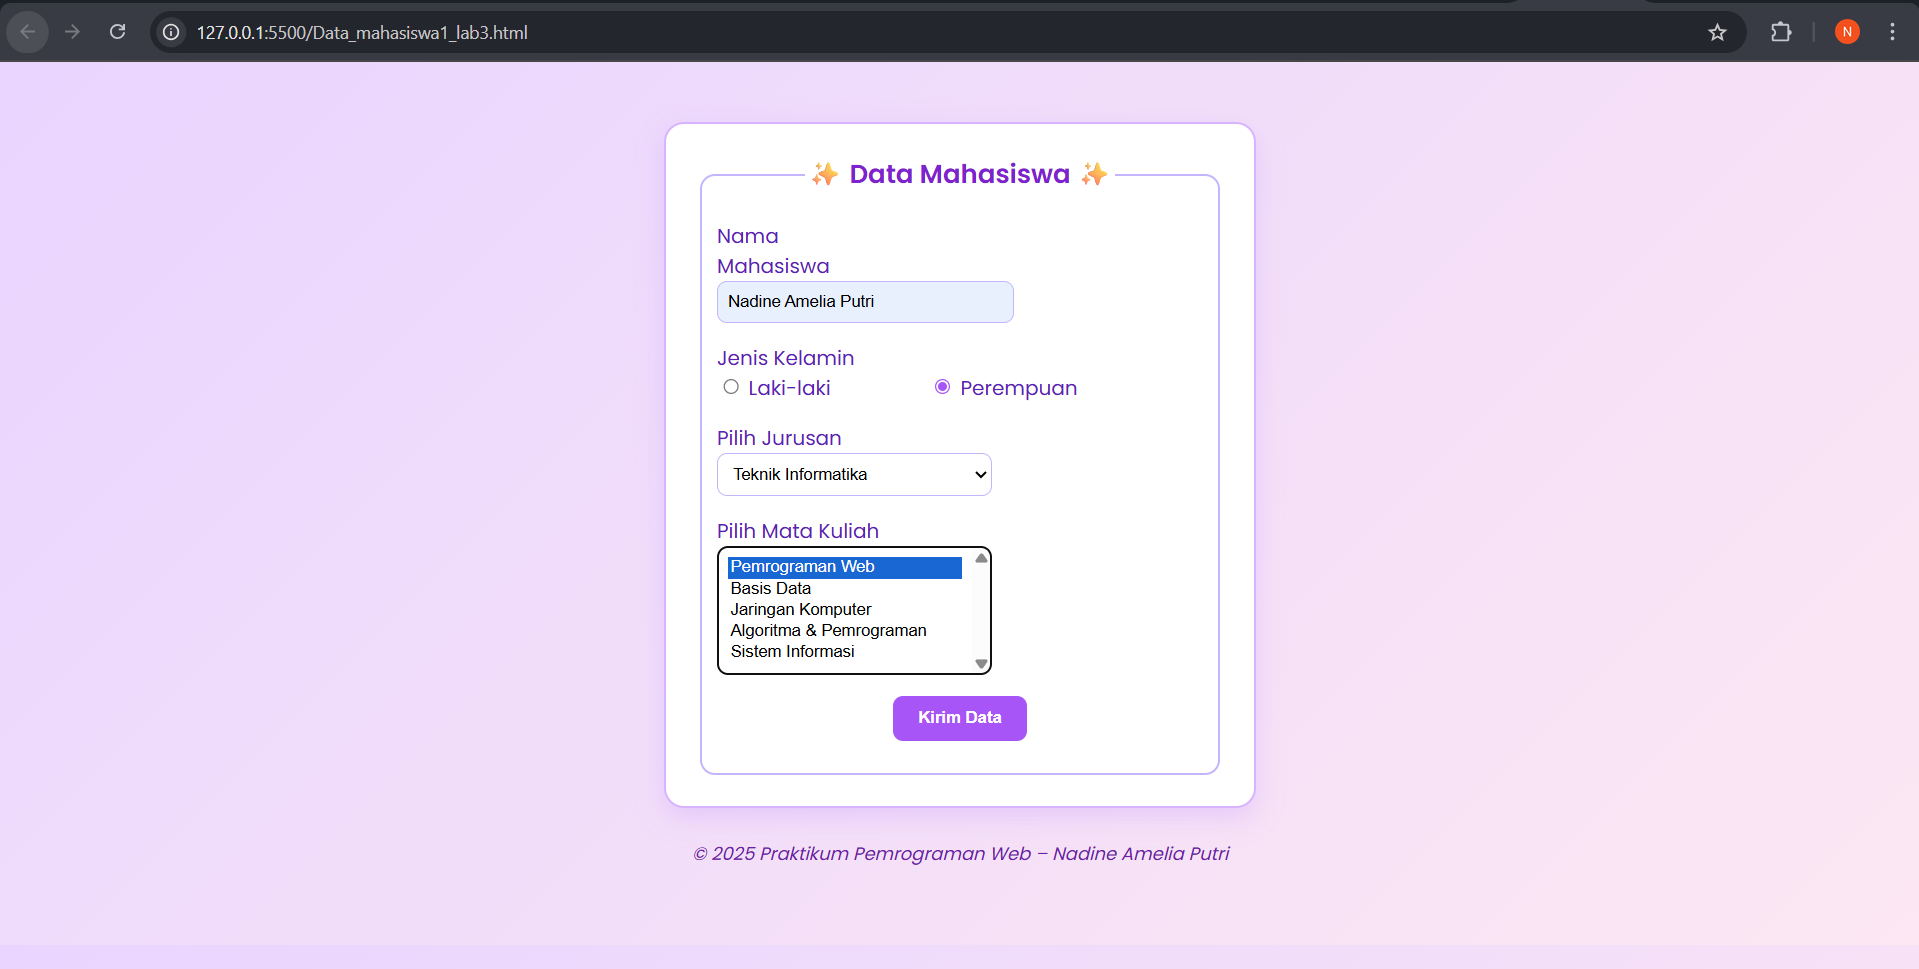 127.0.0.1:5500/Data_mahasiswa1_lab3.html
N
✨ Data Mahasiswa ✨
Nama
Mahasiswa
Nadine Amelia Putri
Jenis Kelamin
Laki-laki Perempuan
Pilih Jurusan
Teknik Informatika
Pilih Mata Kuliah
Pemrograman Web
Basis Data
Jaringan Komputer
Algoritma & Pemrograman
Sistem Informasi
Kirim Data
© 2025 Praktikum Pemrograman Web – Nadine Amelia Putri